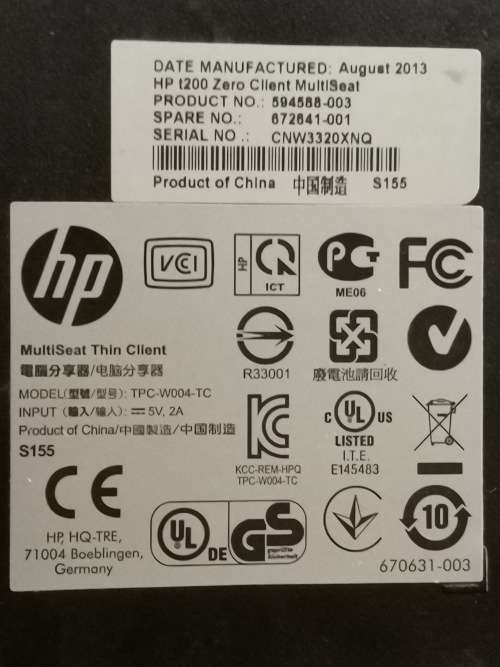 DATE MANUFACTURED: August 2013
HP t200 Zero Client MultiSeat
PRODUCT NO.: 594588-003
SPARE NO.: 672641-001
SERIAL NO .: CNW3320XNQ
Product of China 中国制造 S155
hp
VCI
HP
ICT
PG
ME06
FC
MultiSeat Thin Client
電腦分享器/电脑分享器
MODEL(型號/型号): TPC-W004-TC
INPUT (輸入/输入): 5V, 2A
Product of China/中國製造/中国制造
S155
R33001
廢電池請回收
KCC-REM-HPQ
TPC-W004-TC
C UL US
LISTED
I.T.E.
E145483
CE
HP, HQ-TRE,
71004 Boeblingen,
Germany
UL DE
GS
geprüfte
Sicherheit
10
670631-003